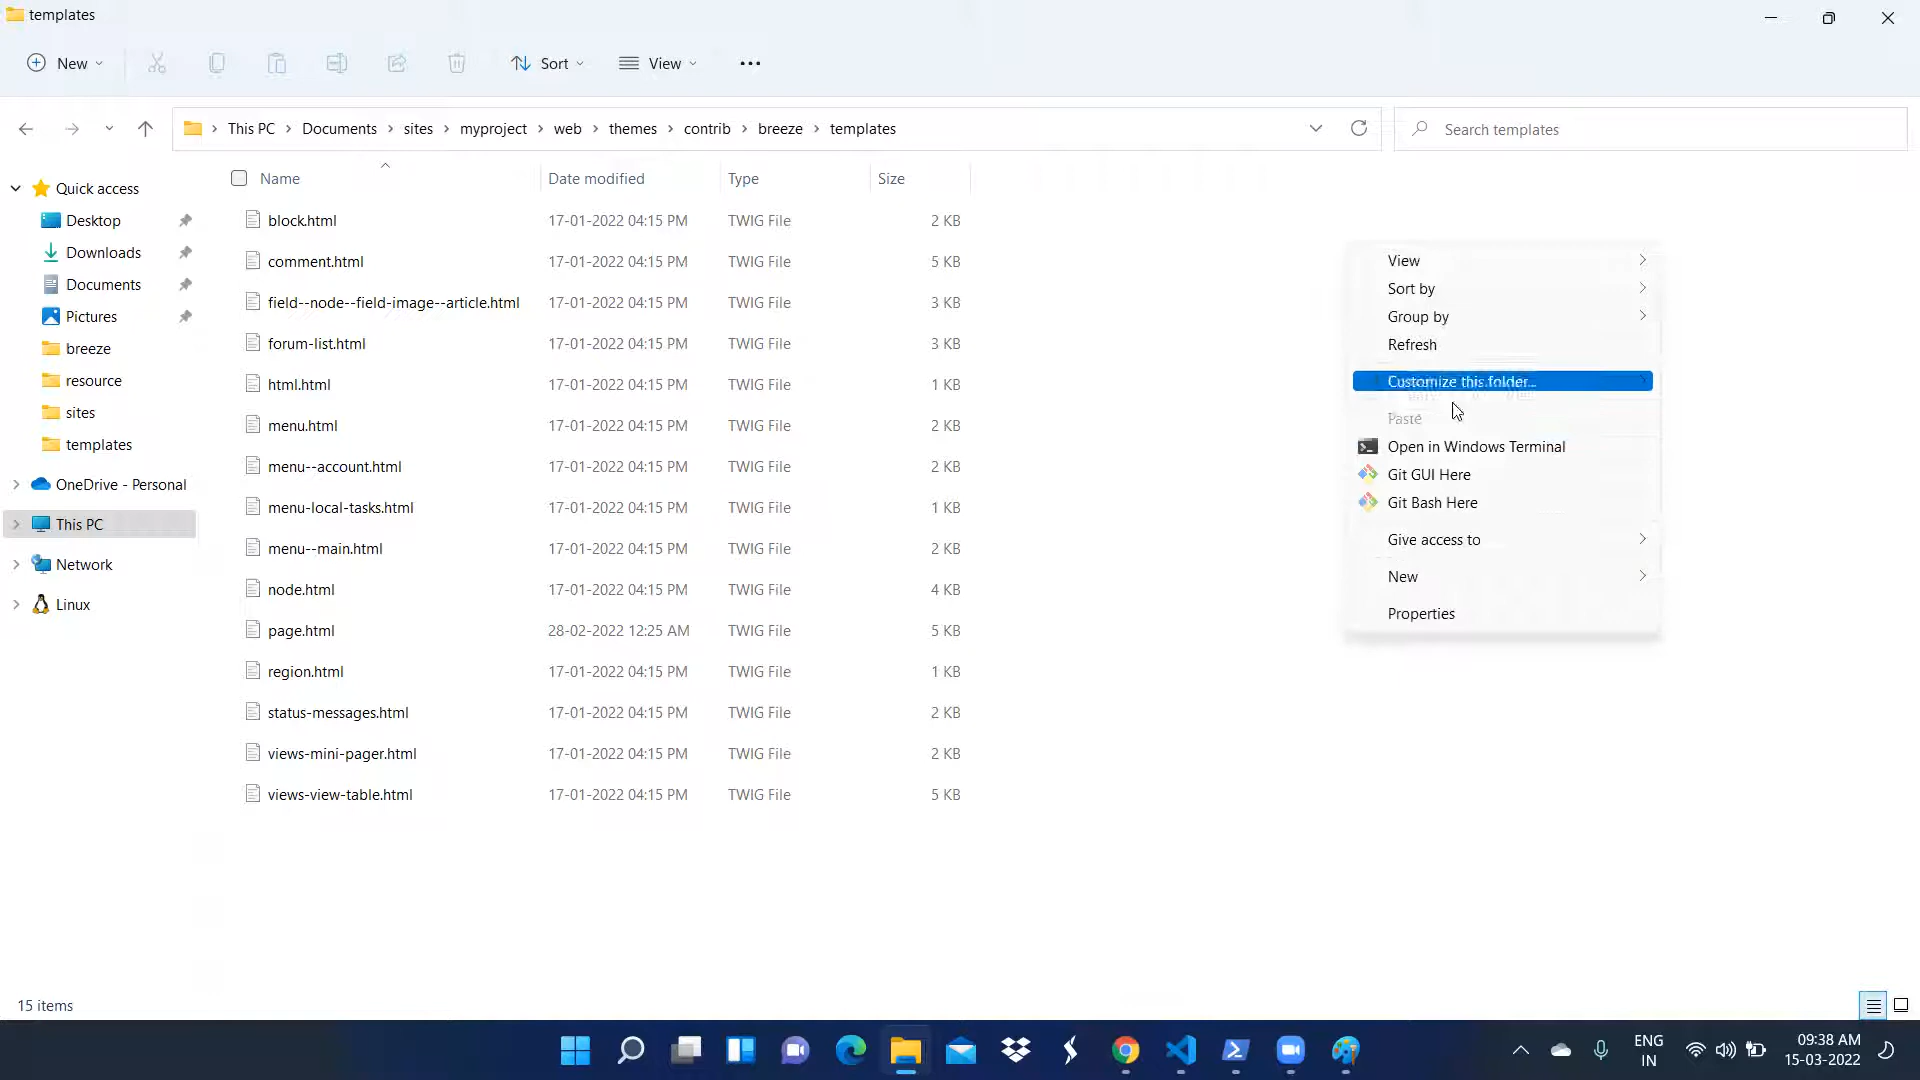 templates
New
Sort
View
This PC
Documents
sites
myproject
web
themes
contrib
breeze
templates
Search templates
Name
Date modified
Type
Size
Quick access
Desktop
Downloads
Documents
Pictures
breeze
resource
sites
templates
OneDrive - Personal
This PC
Network
Linux
block.html 17-01-2022 04:15 PM TWIG File 2 KB
comment.html 17-01-2022 04:15 PM TWIG File 5 KB
field--node--field-image--article.html 17-01-2022 04:15 PM TWIG File 3 KB
forum-list.html 17-01-2022 04:15 PM TWIG File 3 KB
html.html 17-01-2022 04:15 PM TWIG File 1 KB
menu.html 17-01-2022 04:15 PM TWIG File 2 KB
menu--account.html 17-01-2022 04:15 PM TWIG File 2 KB
menu-local-tasks.html 17-01-2022 04:15 PM TWIG File 1 KB
menu--main.html 17-01-2022 04:15 PM TWIG File 2 KB
node.html 17-01-2022 04:15 PM TWIG File 4 KB
page.html 28-02-2022 12:25 AM TWIG File 5 KB
region.html 17-01-2022 04:15 PM TWIG File 1 KB
status-messages.html 17-01-2022 04:15 PM TWIG File 2 KB
views-mini-pager.html 17-01-2022 04:15 PM TWIG File 2 KB
views-view-table.html 17-01-2022 04:15 PM TWIG File 5 KB
View
Sort by
Group by
Refresh
Customize this folder...
Paste
Open in Windows Terminal
Git GUI Here
Git Bash Here
Give access to
New
Properties
15 items
ENG
IN
09:38 AM
15-03-2022